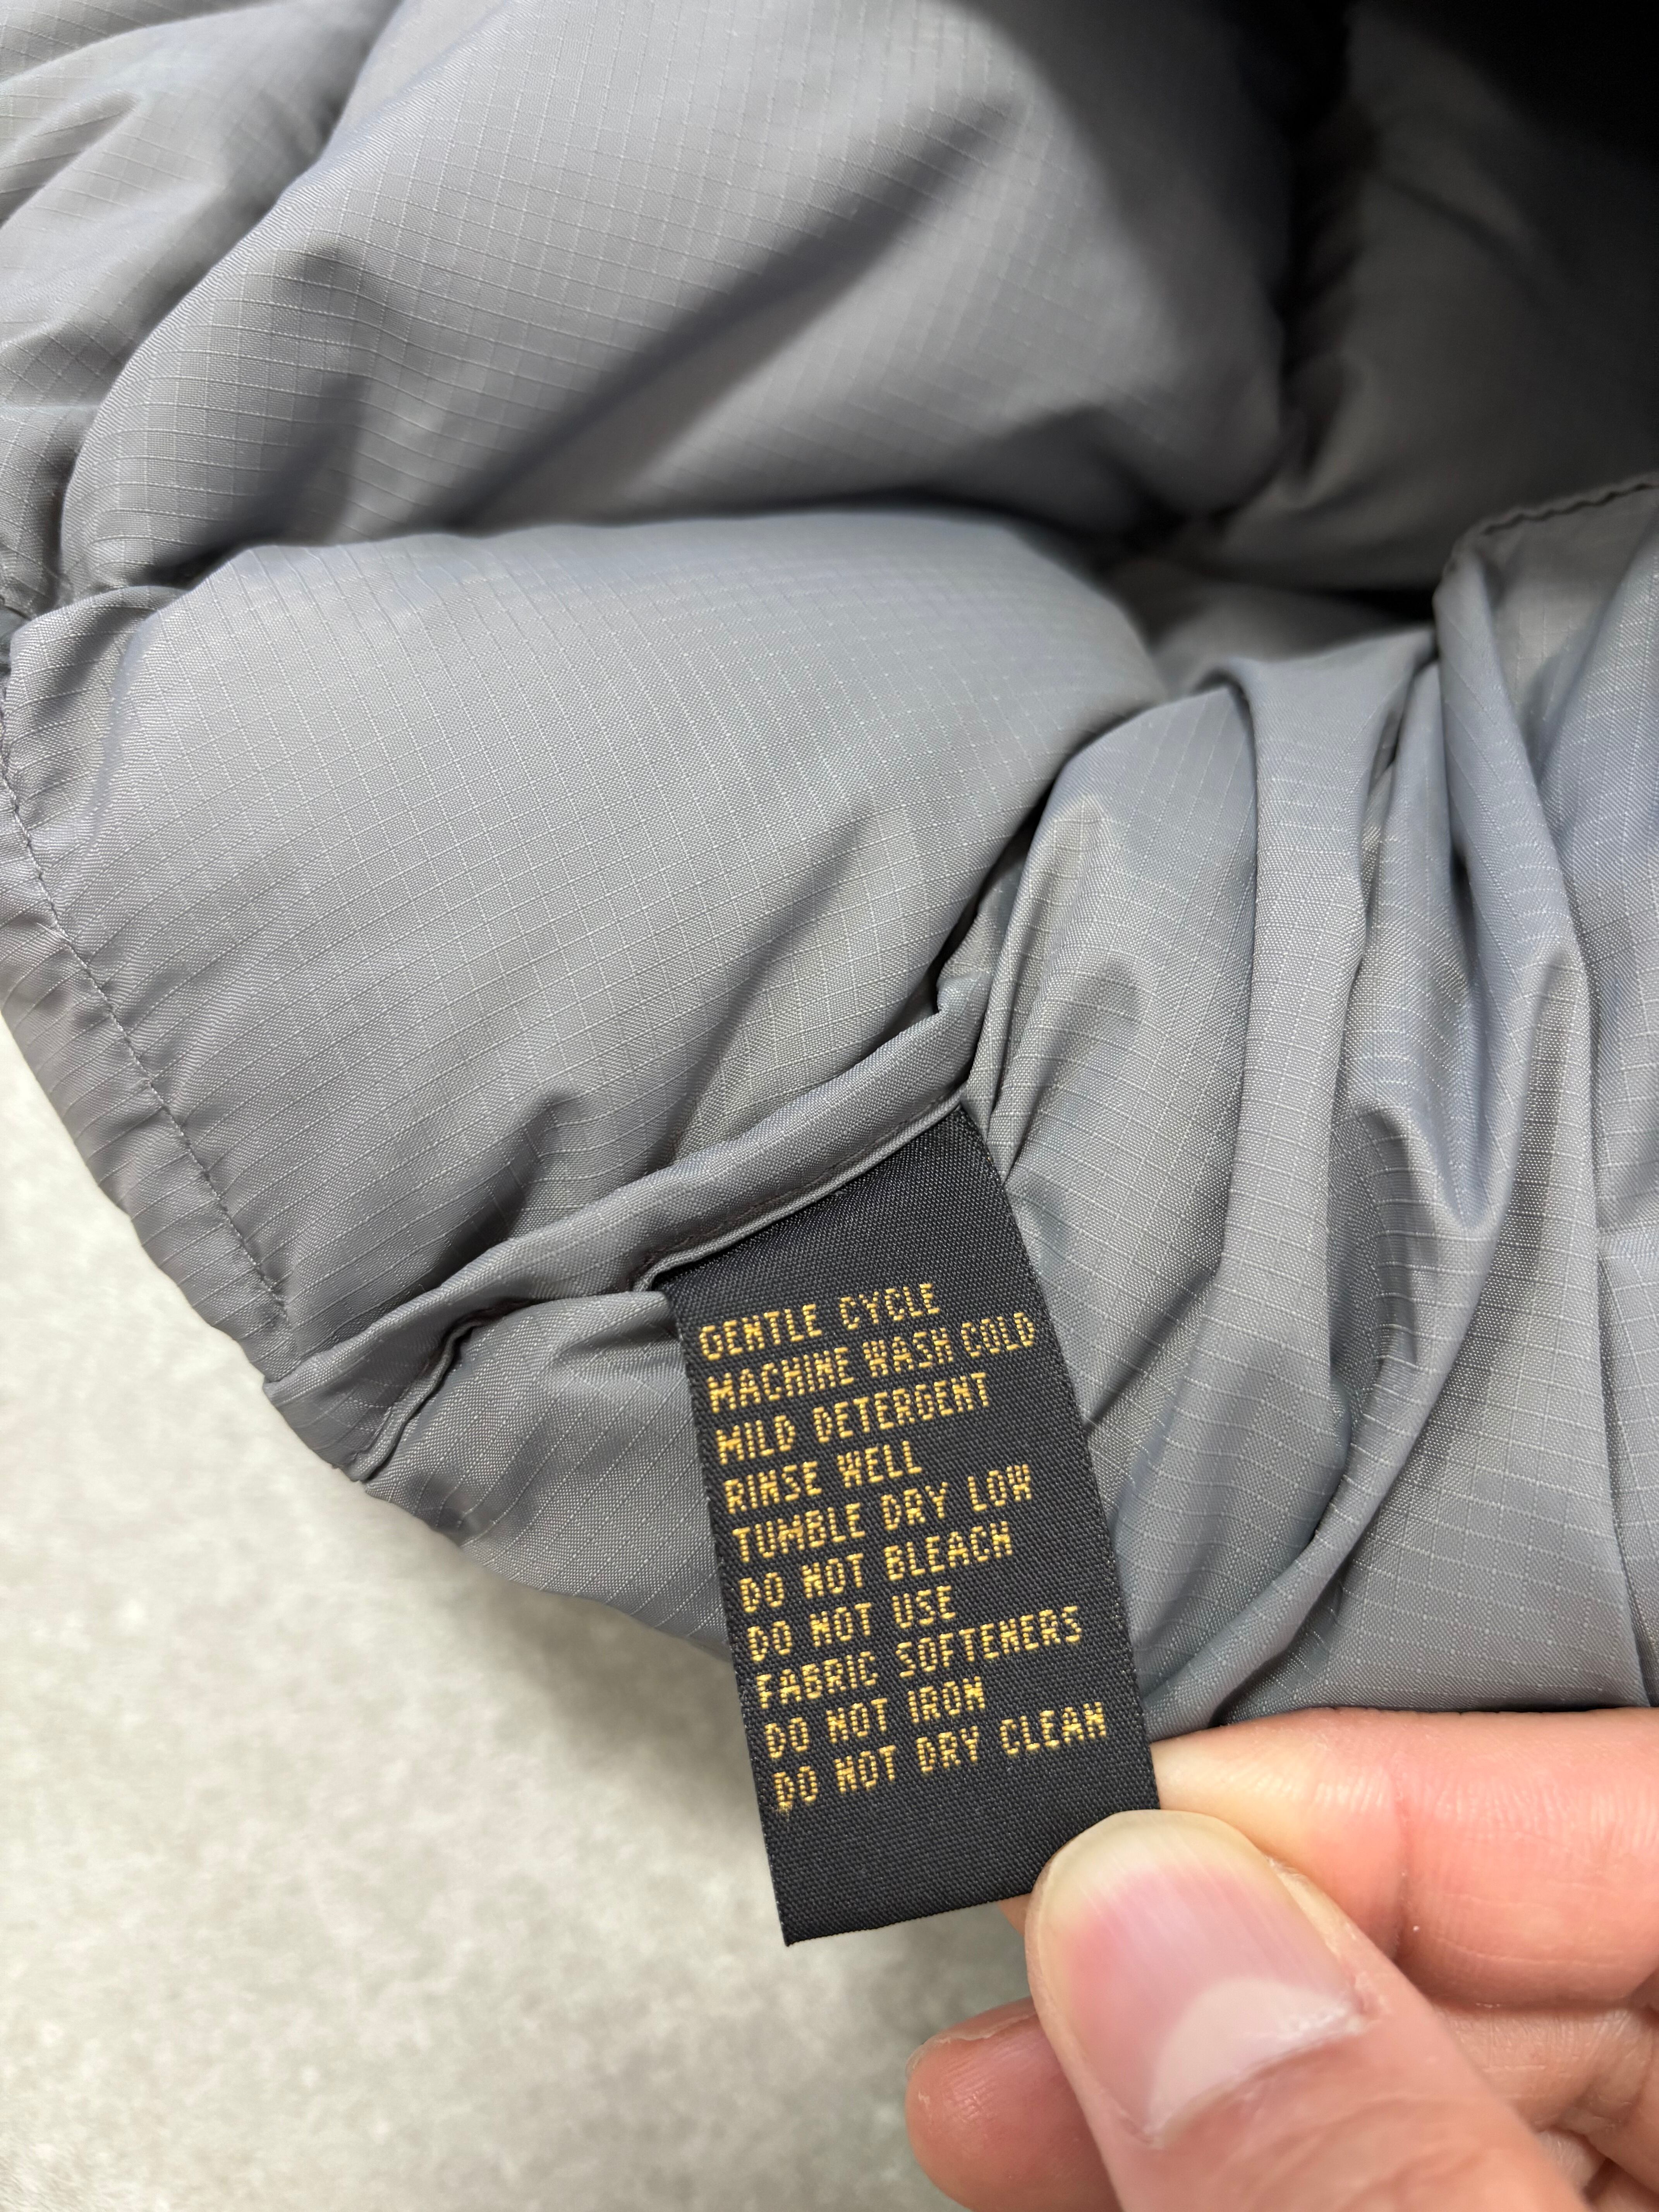 GENTLE CYCLE
MACHINE WASH COLD
MILD DETERGENT
RINSE WELL
TUMBLE DRY LOW
DO NOT BLEACH
DO NOT USE
FABRIC SOFTENERS
DO NOT IRON
DO NOT DRY CLEAN